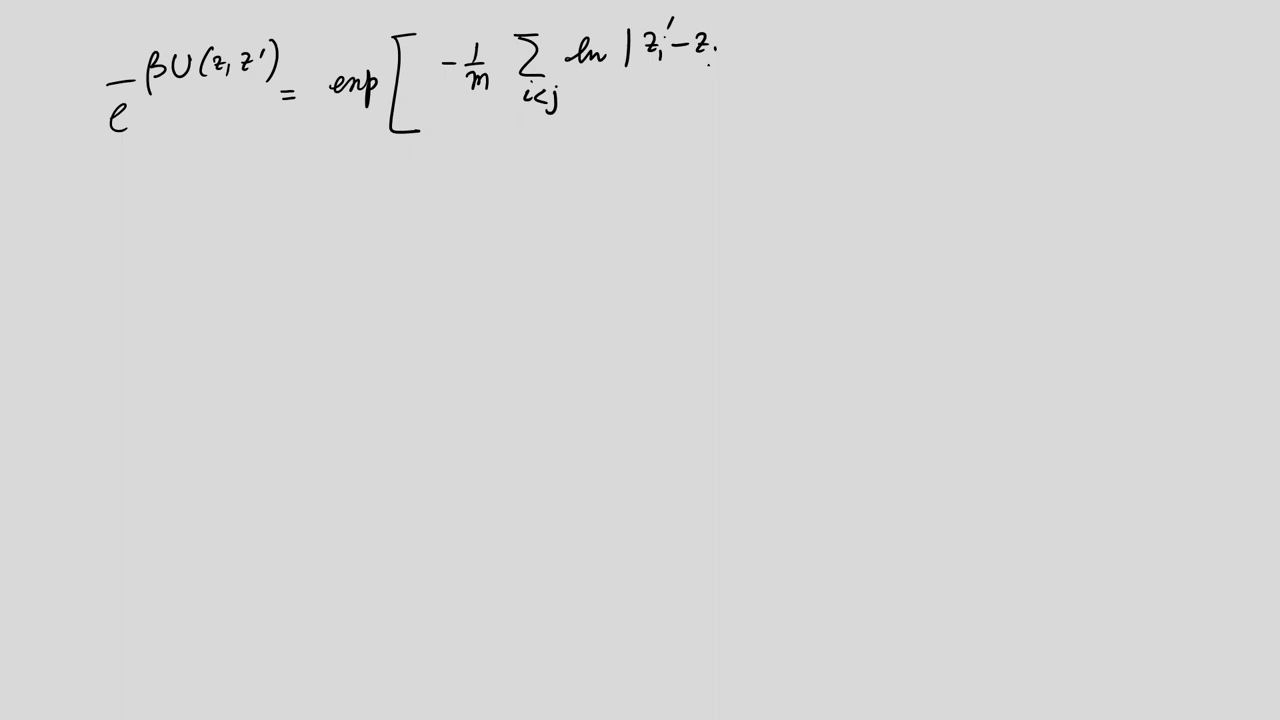 e^{-βU(z, z')} = exp[ -1/m ∑_{i<j} ln | z_i' - z.